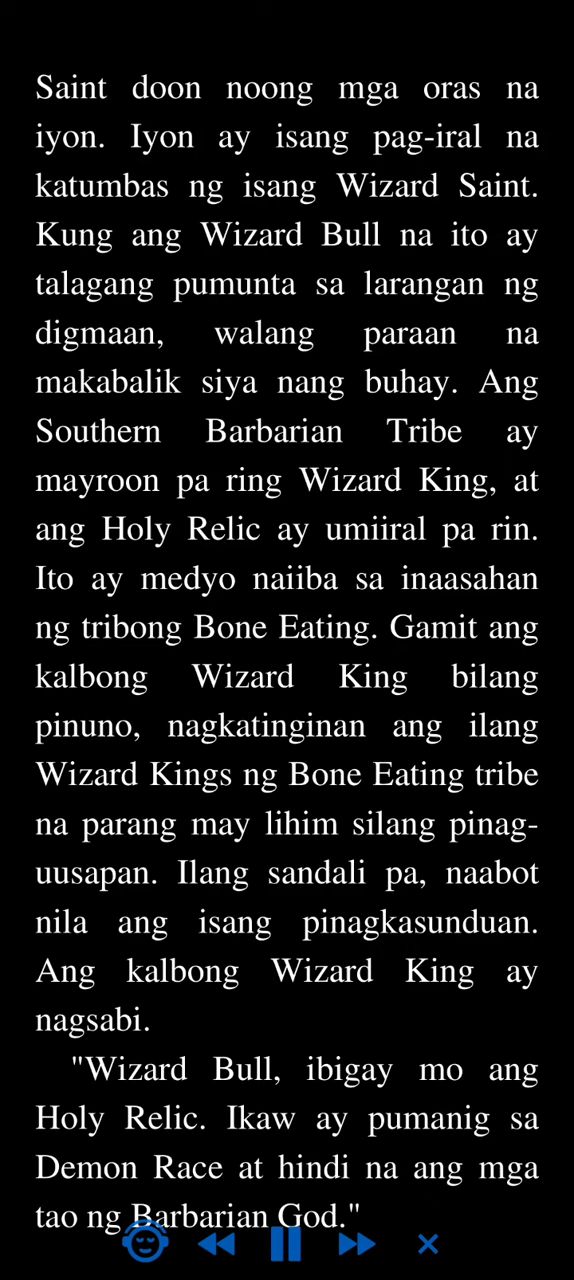 Saint doon noong mga oras na
iyon. Iyon ay isang pag-iral na
katumbas ng isang Wizard Saint.
Kung ang Wizard Bull na ito ay
talagang pumunta sa larangan ng
digmaan, walang paraan na
makabalik siya nang buhay. Ang
Southern Barbarian Tribe ay
mayroon pa ring Wizard King, at
ang Holy Relic ay umiiral pa rin.
Ito ay medyo naiiba sa inaasahan
ng tribong Bone Eating. Gamit ang
kalbong Wizard King bilang
pinuno, nagkatinginan ang ilang
Wizard Kings ng Bone Eating tribe
na parang may lihim silang pinag-
uusapan. Ilang sandali pa, naabot
nila ang isang pinagkasunduan.
Ang kalbong Wizard King ay
nagsabi.
"Wizard Bull, ibigay mo ang
Holy Relic. Ikaw ay pumanig sa
Demon Race at hindi na ang mga
tao ng Barbarian God."